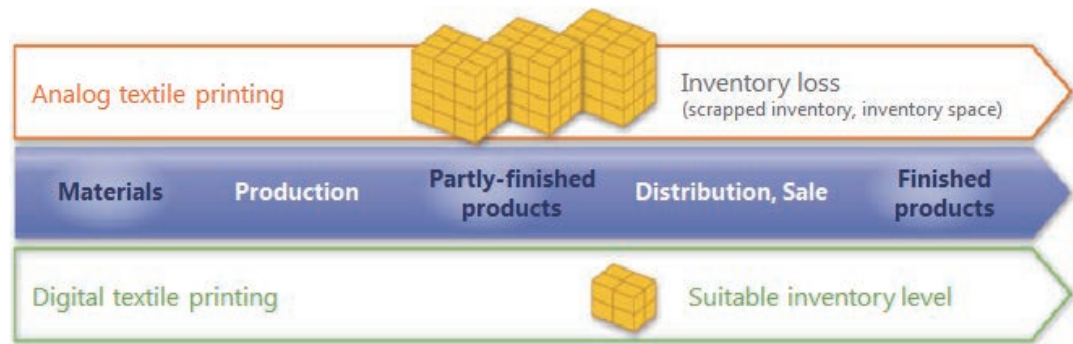 Analog textile printing
Inventory loss
(scrapped inventory, inventory space)
Materials
Production
Partly-finished
products
Distribution, Sale
Finished
products
Digital textile printing
Suitable inventory level